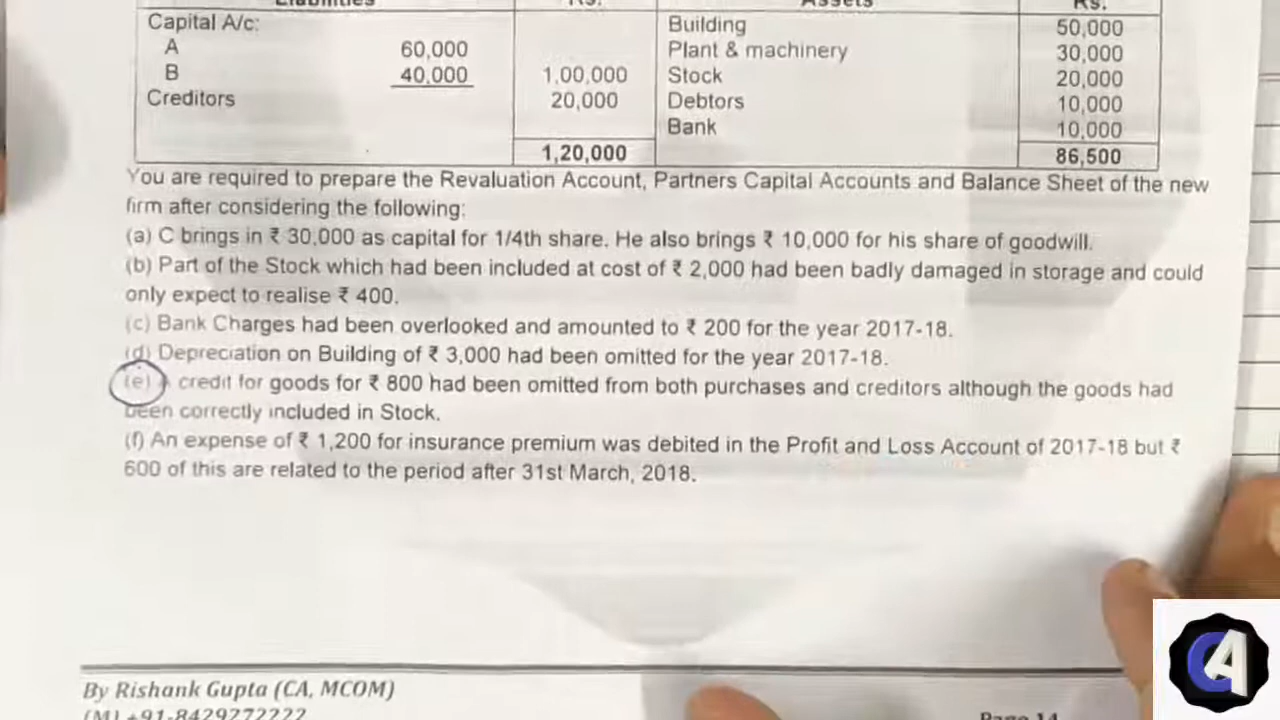 Liabilities Rs. Assets Rs.
Capital A/c: Building 50,000
A 60,000 Plant & machinery 30,000
B 40,000 1,00,000 Stock 20,000
Creditors 20,000 Debtors 10,000
Bank 10,000
1,20,000 86,500
You are required to prepare the Revaluation Account, Partners Capital Accounts and Balance Sheet of the new
firm after considering the following:
(a) C brings in ₹ 30,000 as capital for 1/4th share. He also brings ₹ 10,000 for his share of goodwill.
(b) Part of the Stock which had been included at cost of ₹ 2,000 had been badly damaged in storage and could
only expect to realise ₹ 400.
(c) Bank Charges had been overlooked and amounted to ₹ 200 for the year 2017-18.
(d) Depreciation on Building of ₹ 3,000 had been omitted for the year 2017-18.
(e) A credit for goods for ₹ 800 had been omitted from both purchases and creditors although the goods had
been correctly included in Stock.
(f) An expense of ₹ 1,200 for insurance premium was debited in the Profit and Loss Account of 2017-18 but ₹
600 of this are related to the period after 31st March, 2018.
By Rishank Gupta (CA, MCOM)
(M) +91-8429272222
Page 14
CA